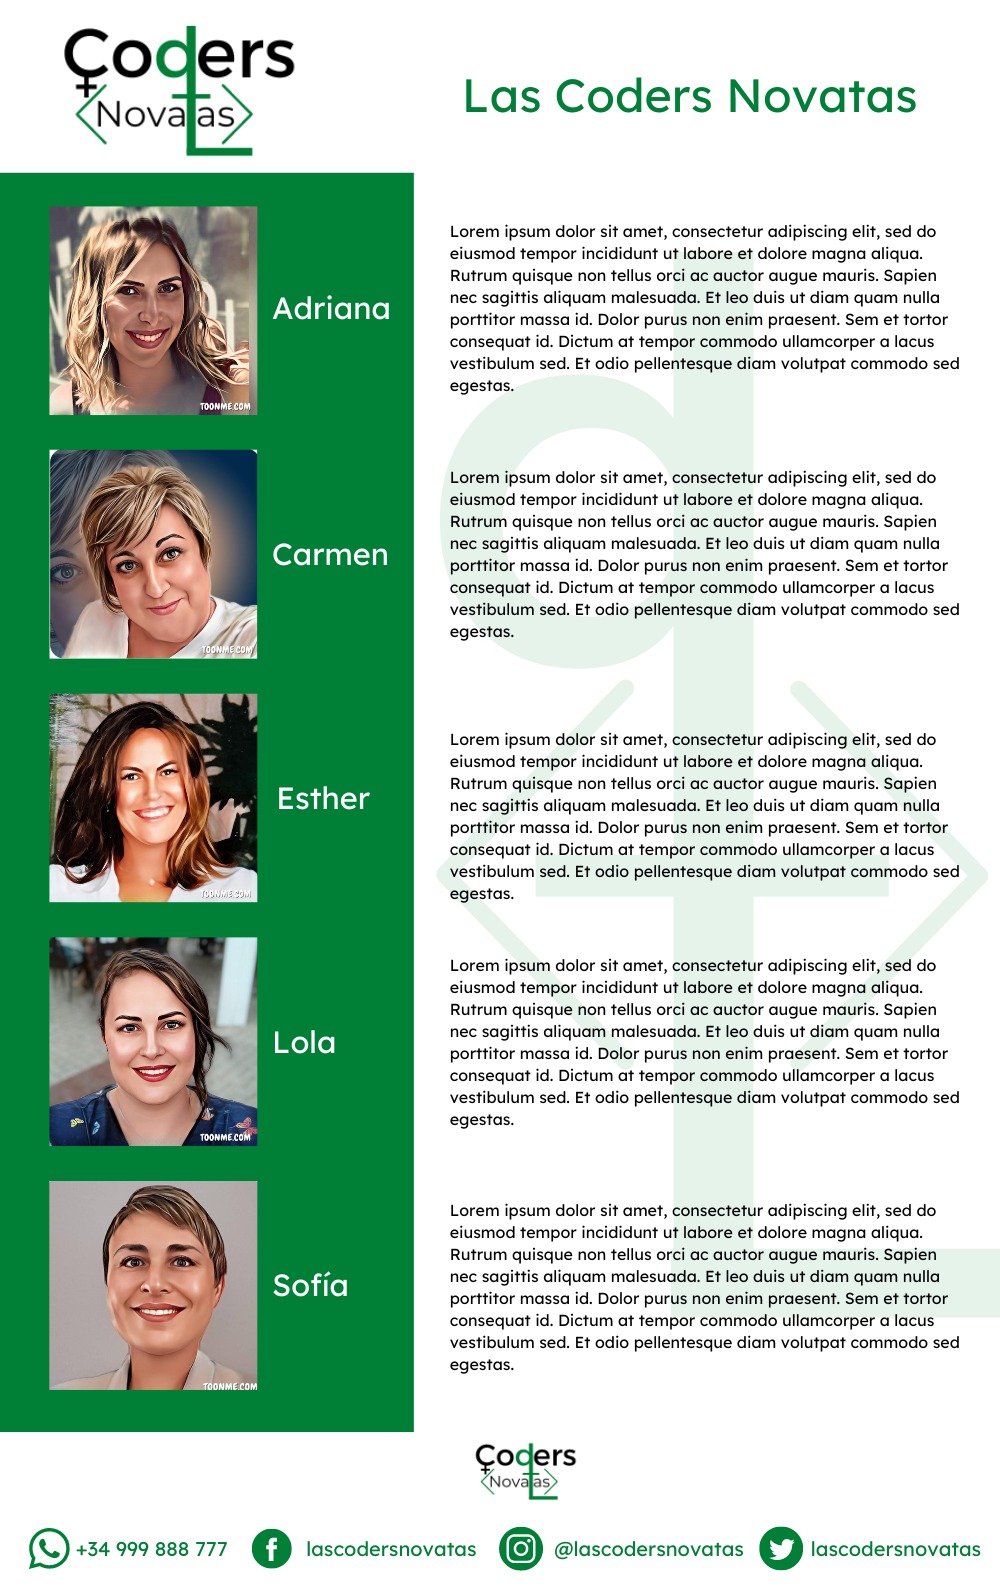 Coders
Novatas
Las Coders Novatas
TOONME.COM
Adriana
Lorem ipsum dolor sit amet, consectetur adipiscing elit, sed do
eiusmod tempor incididunt ut labore et dolore magna aliqua.
Rutrum quisque non tellus orci ac auctor augue mauris. Sapien
nec sagittis aliquam malesuada. Et leo duis ut diam quam nulla
porttitor massa id. Dolor purus non enim praesent. Sem et tortor
consequat id. Dictum at tempor commodo ullamcorper a lacus
vestibulum sed. Et odio pellentesque diam volutpat commodo sed
egestas.
TOONME.COM
Carmen
Lorem ipsum dolor sit amet, consectetur adipiscing elit, sed do
eiusmod tempor incididunt ut labore et dolore magna aliqua.
Rutrum quisque non tellus orci ac auctor augue mauris. Sapien
nec sagittis aliquam malesuada. Et leo duis ut diam quam nulla
porttitor massa id. Dolor purus non enim praesent. Sem et tortor
consequat id. Dictum at tempor commodo ullamcorper a lacus
vestibulum sed. Et odio pellentesque diam volutpat commodo sed
egestas.
TOONME.COM
Esther
Lorem ipsum dolor sit amet, consectetur adipiscing elit, sed do
eiusmod tempor incididunt ut labore et dolore magna aliqua.
Rutrum quisque non tellus orci ac auctor augue mauris. Sapien
nec sagittis aliquam malesuada. Et leo duis ut diam quam nulla
porttitor massa id. Dolor purus non enim praesent. Sem et tortor
consequat id. Dictum at tempor commodo ullamcorper a lacus
vestibulum sed. Et odio pellentesque diam volutpat commodo sed
egestas.
TOONME.COM
Lola
Lorem ipsum dolor sit amet, consectetur adipiscing elit, sed do
eiusmod tempor incididunt ut labore et dolore magna aliqua.
Rutrum quisque non tellus orci ac auctor augue mauris. Sapien
nec sagittis aliquam malesuada. Et leo duis ut diam quam nulla
porttitor massa id. Dolor purus non enim praesent. Sem et tortor
consequat id. Dictum at tempor commodo ullamcorper a lacus
vestibulum sed. Et odio pellentesque diam volutpat commodo sed
egestas.
TOONME.COM
Sofía
Lorem ipsum dolor sit amet, consectetur adipiscing elit, sed do
eiusmod tempor incididunt ut labore et dolore magna aliqua.
Rutrum quisque non tellus orci ac auctor augue mauris. Sapien
nec sagittis aliquam malesuada. Et leo duis ut diam quam nulla
porttitor massa id. Dolor purus non enim praesent. Sem et tortor
consequat id. Dictum at tempor commodo ullamcorper a lacus
vestibulum sed. Et odio pellentesque diam volutpat commodo sed
egestas.
Coders
Novatas
+34 999 888 777 lascodersnovatas @lascodersnovatas lascodersnovatas